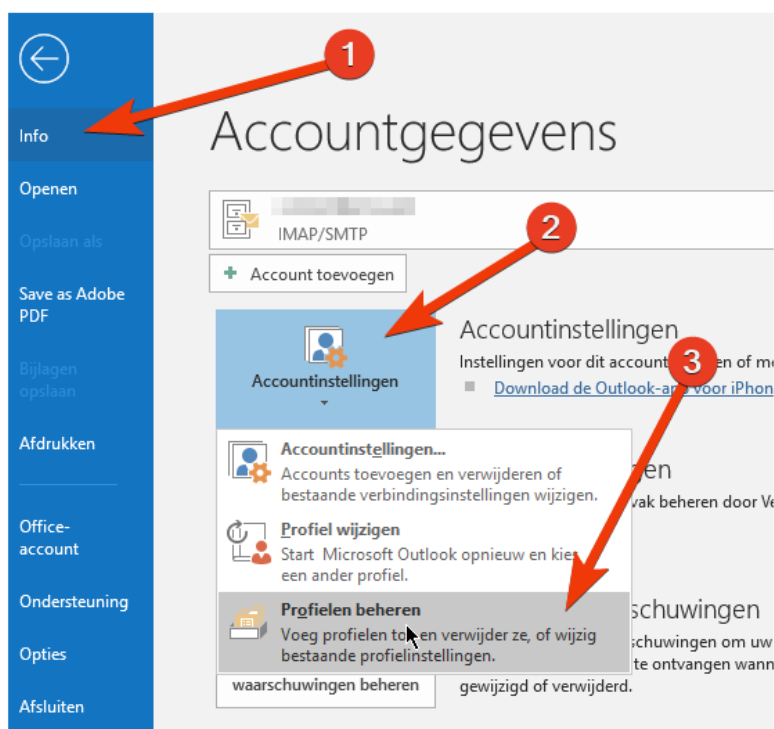 1
Info
Accountgegevens
Openen
Opslaan als
IMAP/SMTP
2
Account toevoegen
Save as Adobe
PDF
Bijlagen
opslaan
Afdrukken
Office-
account
Ondersteuning
Opties
Afsluiten
Accountinstellingen
Accountinstellingen
Instellingen voor dit account en of
3
Download de Outlook-app voor iPhon
Accountinstellingen...
Accounts toevoegen en verwijderen of
bestaande verbindingsinstellingen wijzigen.
Profiel wijzigen
Start Microsoft Outlook opnieuw en kies
een ander profiel.
Profielen beheren
Voeg profielen toe en verwijder ze, of wijzig
bestaande profielinstellingen.
gen
vak beheren door Ve
schuwingen
schuwingen om uw
te ontvangen wann
waarschuwingen beheren
gewijzigd of verwijderd.